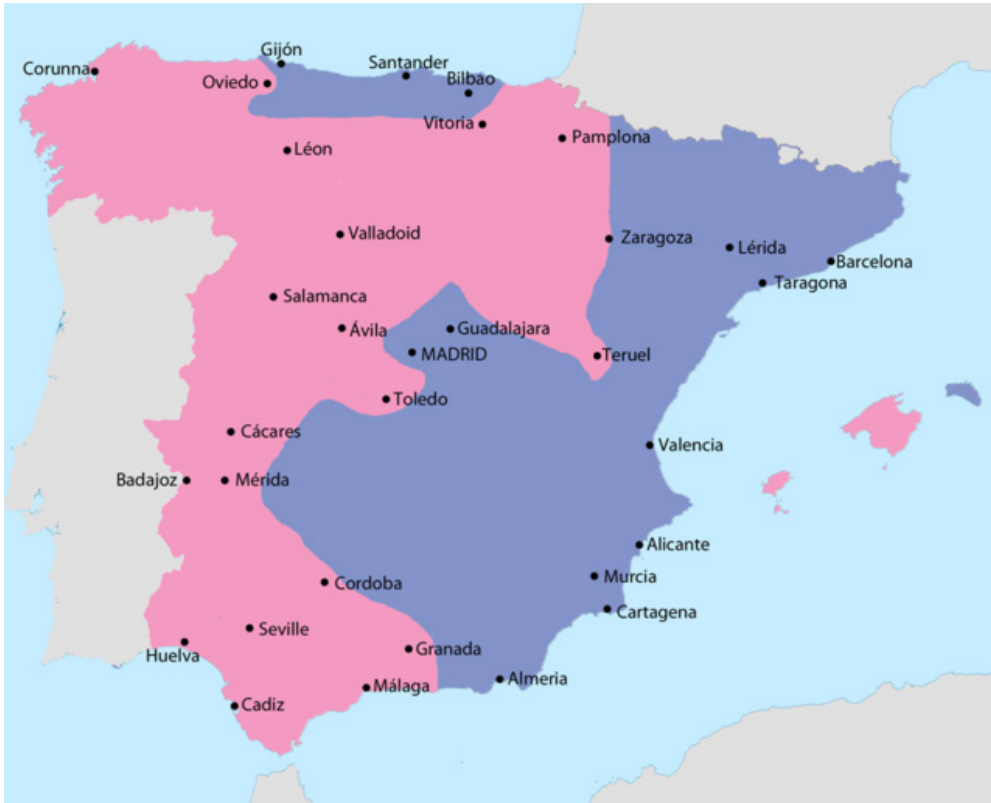 Gijón
Corunna
Santander
Oviedo
Bilbao
Vitoria
Pamplona
Léon
Valladoid
Zaragoza
Lérida
Barcelona
Taragona
Salamanca
Ávila
Guadalajara
MADRID
Teruel
Toledo
Cácares
Valencia
Badajoz
Mérida
Alicante
Cordoba
Murcia
Cartagena
Seville
Huelva
Granada
Almeria
Málaga
Cadiz